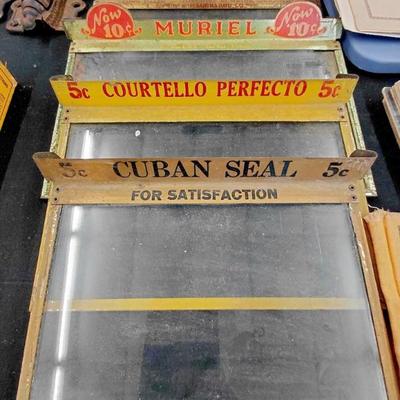 Now 10¢ MURIEL Now 10¢
5c COURTELLO PERFECTO 5c
5c CUBAN SEAL 5c
FOR SATISFACTION